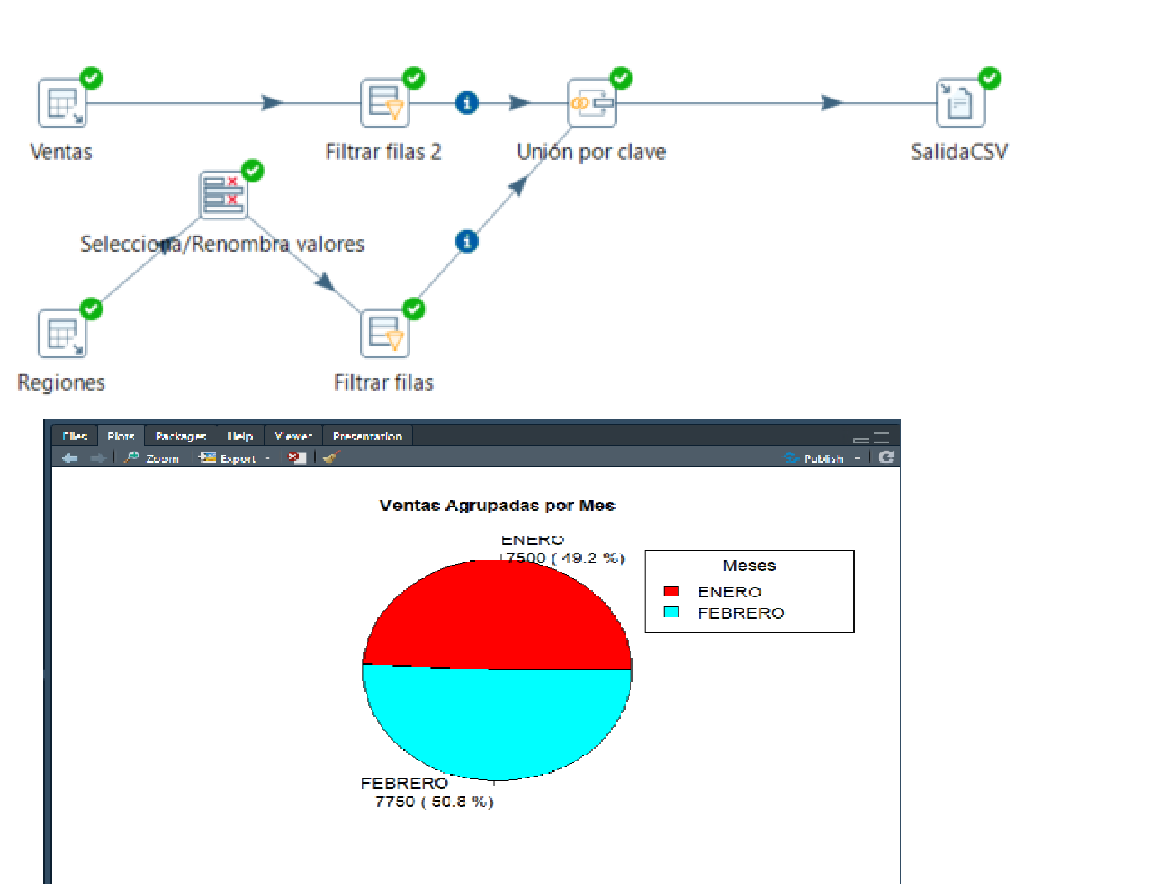 Ventas
Filtrar filas 2
Unión por clave
SalidaCSV
Selecciona/Renombra valores
Regiones
Filtrar filas
Files Plots Packages Help Viewer Presentation
Zoom Export Publish
Ventas Agrupadas por Mes
ENERO
7500 ( 49.2 %)
Meses
ENERO
FEBRERO
FEBRERO
7750 ( 50.8 %)